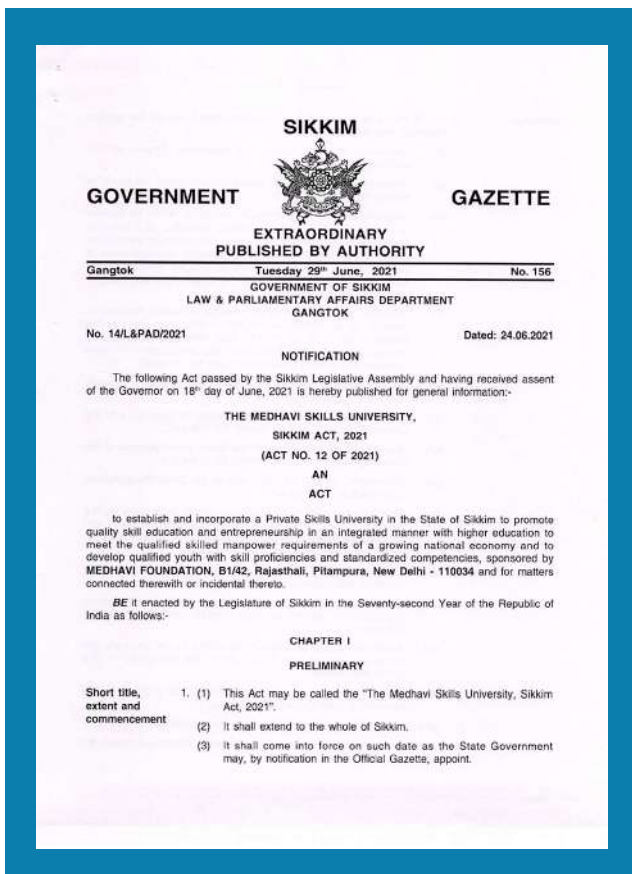 SIKKIM
GOVERNMENT GAZETTE
EXTRAORDINARY
PUBLISHED BY AUTHORITY
Gangtok Tuesday 29th June, 2021 No. 156
GOVERNMENT OF SIKKIM
LAW & PARLIAMENTARY AFFAIRS DEPARTMENT
GANGTOK
No. 14/L&PAD/2021 Dated: 24.06.2021
NOTIFICATION
The following Act passed by the Sikkim Legislative Assembly and having received assent
of the Governor on 18th day of June, 2021 is hereby published for general information:-
THE MEDHAVI SKILLS UNIVERSITY,
SIKKIM ACT, 2021
(ACT NO. 12 OF 2021)
AN
ACT
to establish and incorporate a Private Skills University in the State of Sikkim to promote
quality skill education and entrepreneurship in an integrated manner with higher education to
meet the qualified skilled manpower requirements of a growing national economy and to
develop qualified youth with skill proficiencies and standardized competencies, sponsored by
MEDHAVI FOUNDATION, B1/42, Rajasthali, Pitampura, New Delhi - 110034 and for matters
connected therewith or incidental thereto.
BE it enacted by the Legislature of Sikkim in the Seventy-second Year of the Republic of
India as follows:-
CHAPTER I
PRELIMINARY
Short title, 1. (1) This Act may be called the "The Medhavi Skills University, Sikkim
extent and Act, 2021".
commencement
(2) It shall extend to the whole of Sikkim.
(3) It shall come into force on such date as the State Government
may, by notification in the Official Gazette, appoint.